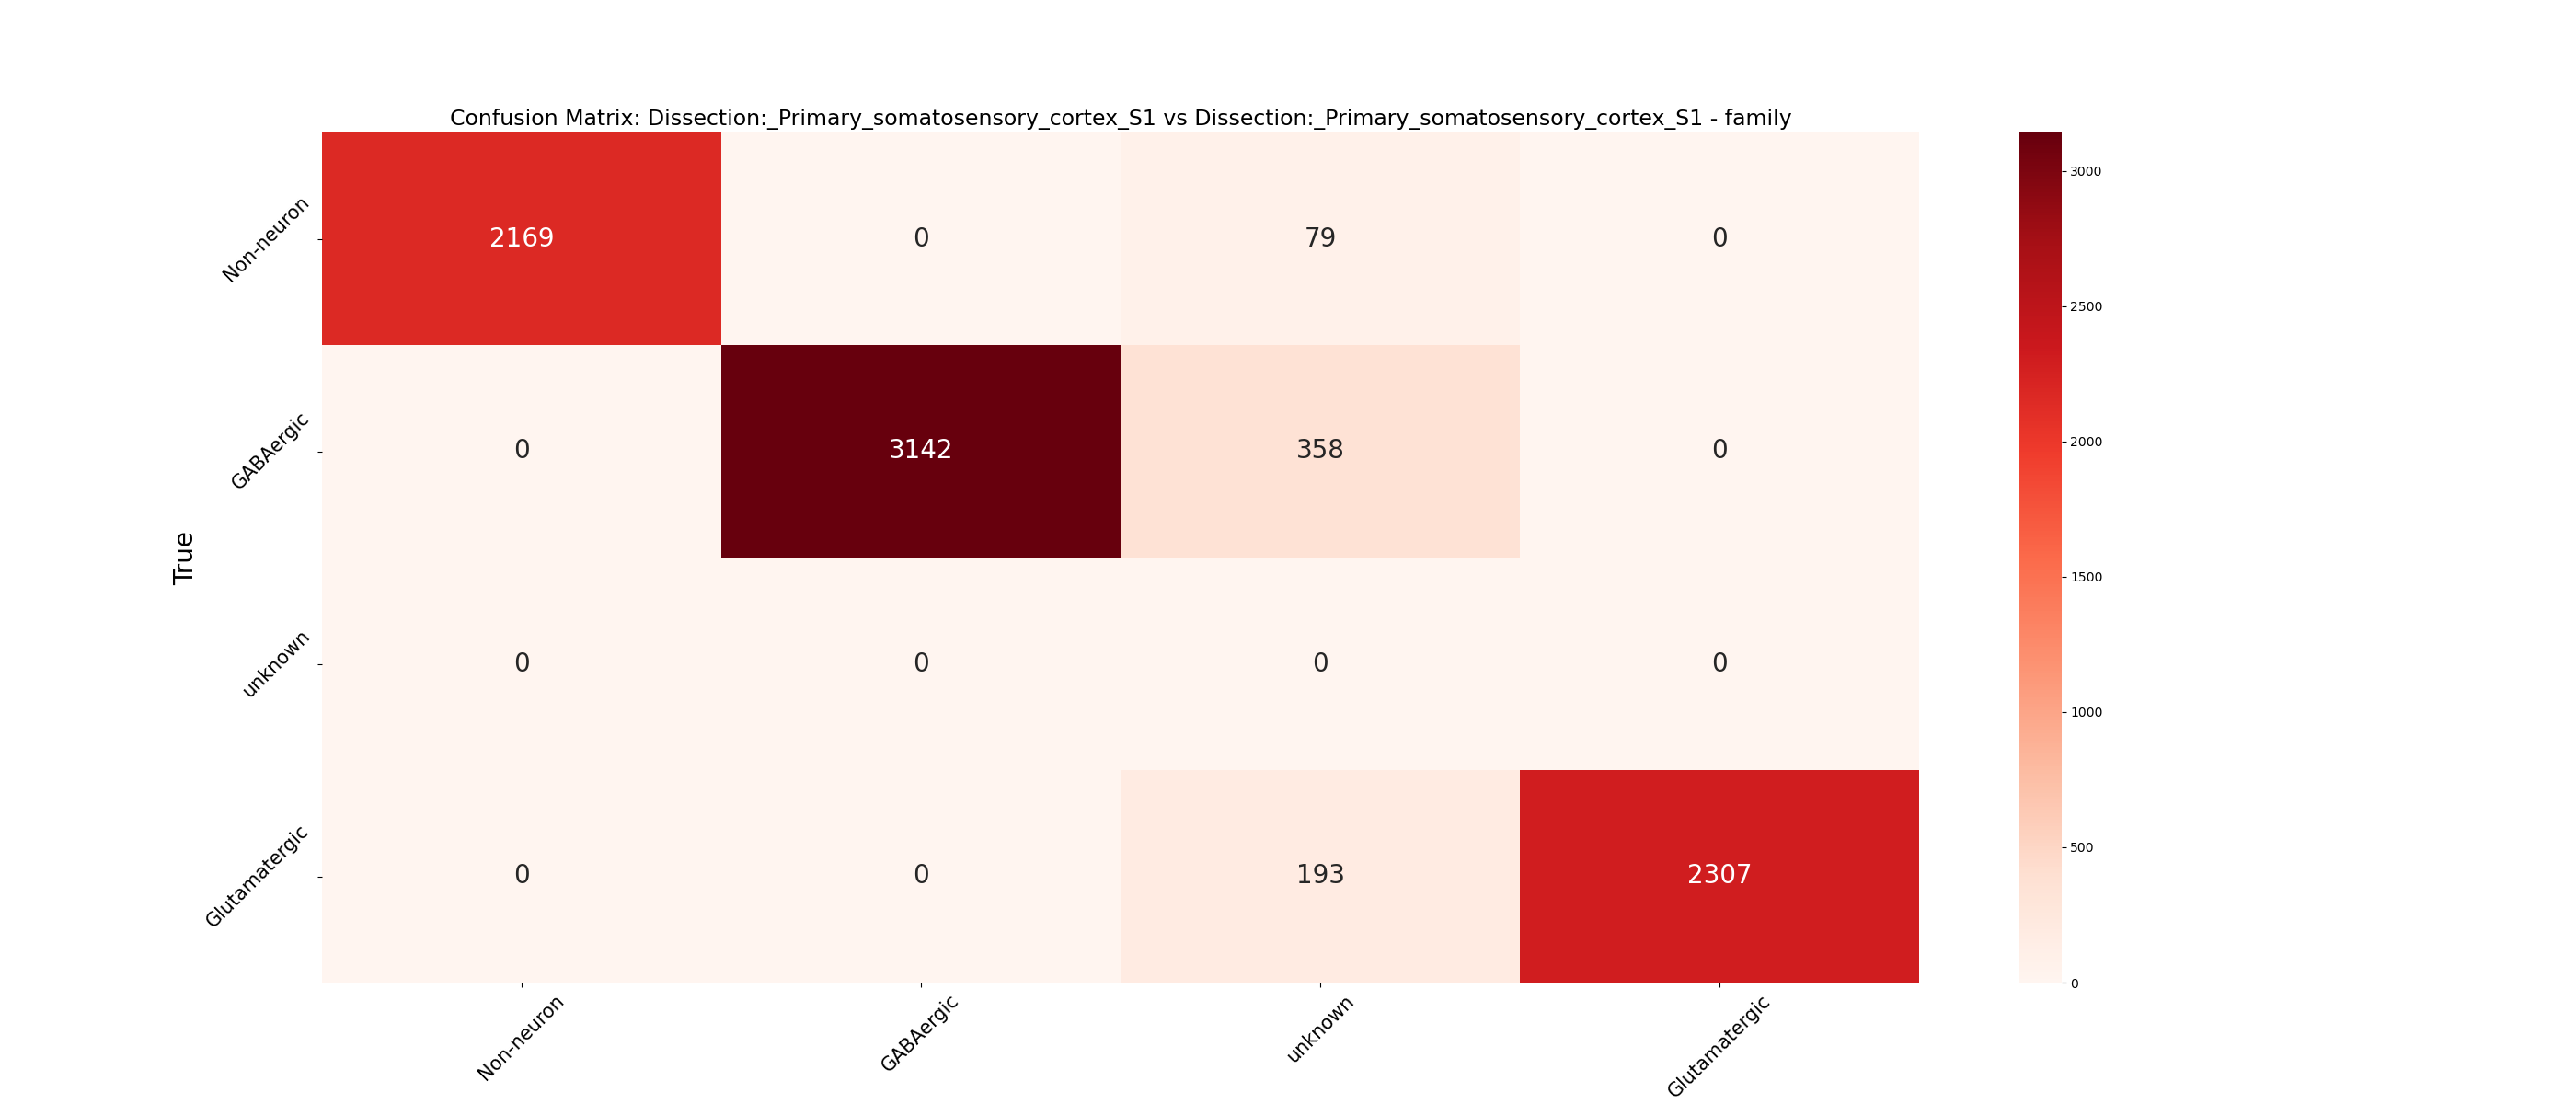 Confusion Matrix: Dissection:_Primary_somatosensory_cortex_S1 vs Dissection:_Primary_somatosensory_cortex_S1 - family
True
Non-neuron
2169 0 79 0
GABAergic
0 3142 358 0
unknown
0 0 0 0
Glutamatergic
0 0 193 2307
Non-neuron GABAergic unknown Glutamatergic
3000
2500
2000
1500
1000
500
0